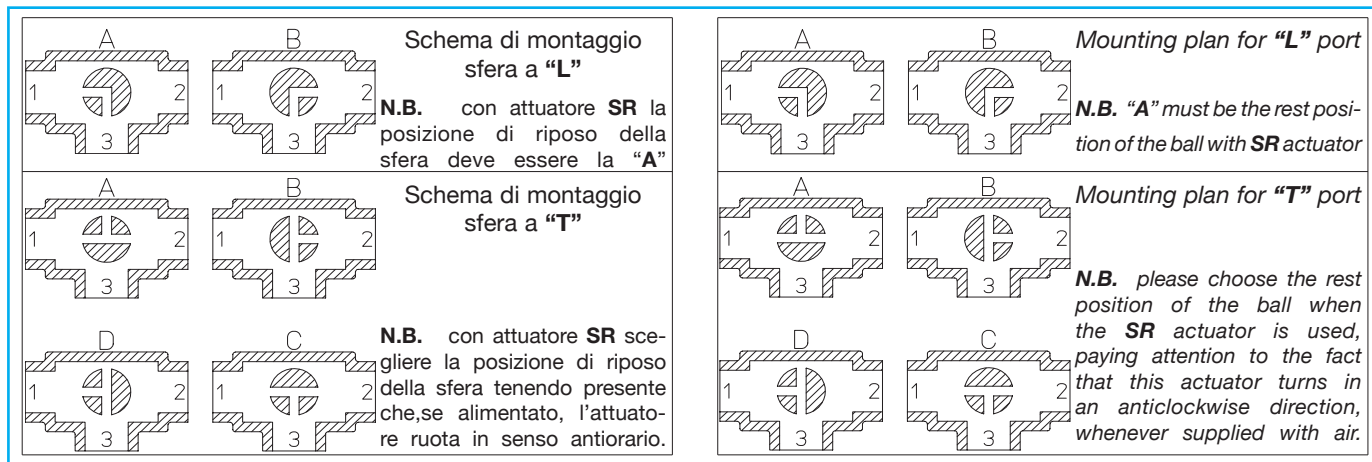 A B
Schema di montaggio
sfera a “L”
1 2 1 2
3 3
N.B. con attuatore SR la
posizione di riposo della
sfera deve essere la “A”
A B
Schema di montaggio
sfera a “T”
1 2 1 2
3 3
D C
1 2 1 2
3 3
N.B. con attuatore SR sce-
gliere la posizione di riposo
della sfera tenendo presente
che,se alimentato, l’attuato-
re ruota in senso antiorario.
A B
Mounting plan for “L” port
1 2 1 2
3 3
N.B. “A” must be the rest posi-
tion of the ball with SR actuator
A B
Mounting plan for “T” port
1 2 1 2
3 3
D C
1 2 1 2
3 3
N.B. please choose the rest
position of the ball when
the SR actuator is used,
paying attention to the fact
that this actuator turns in
an anticlockwise direction,
whenever supplied with air.